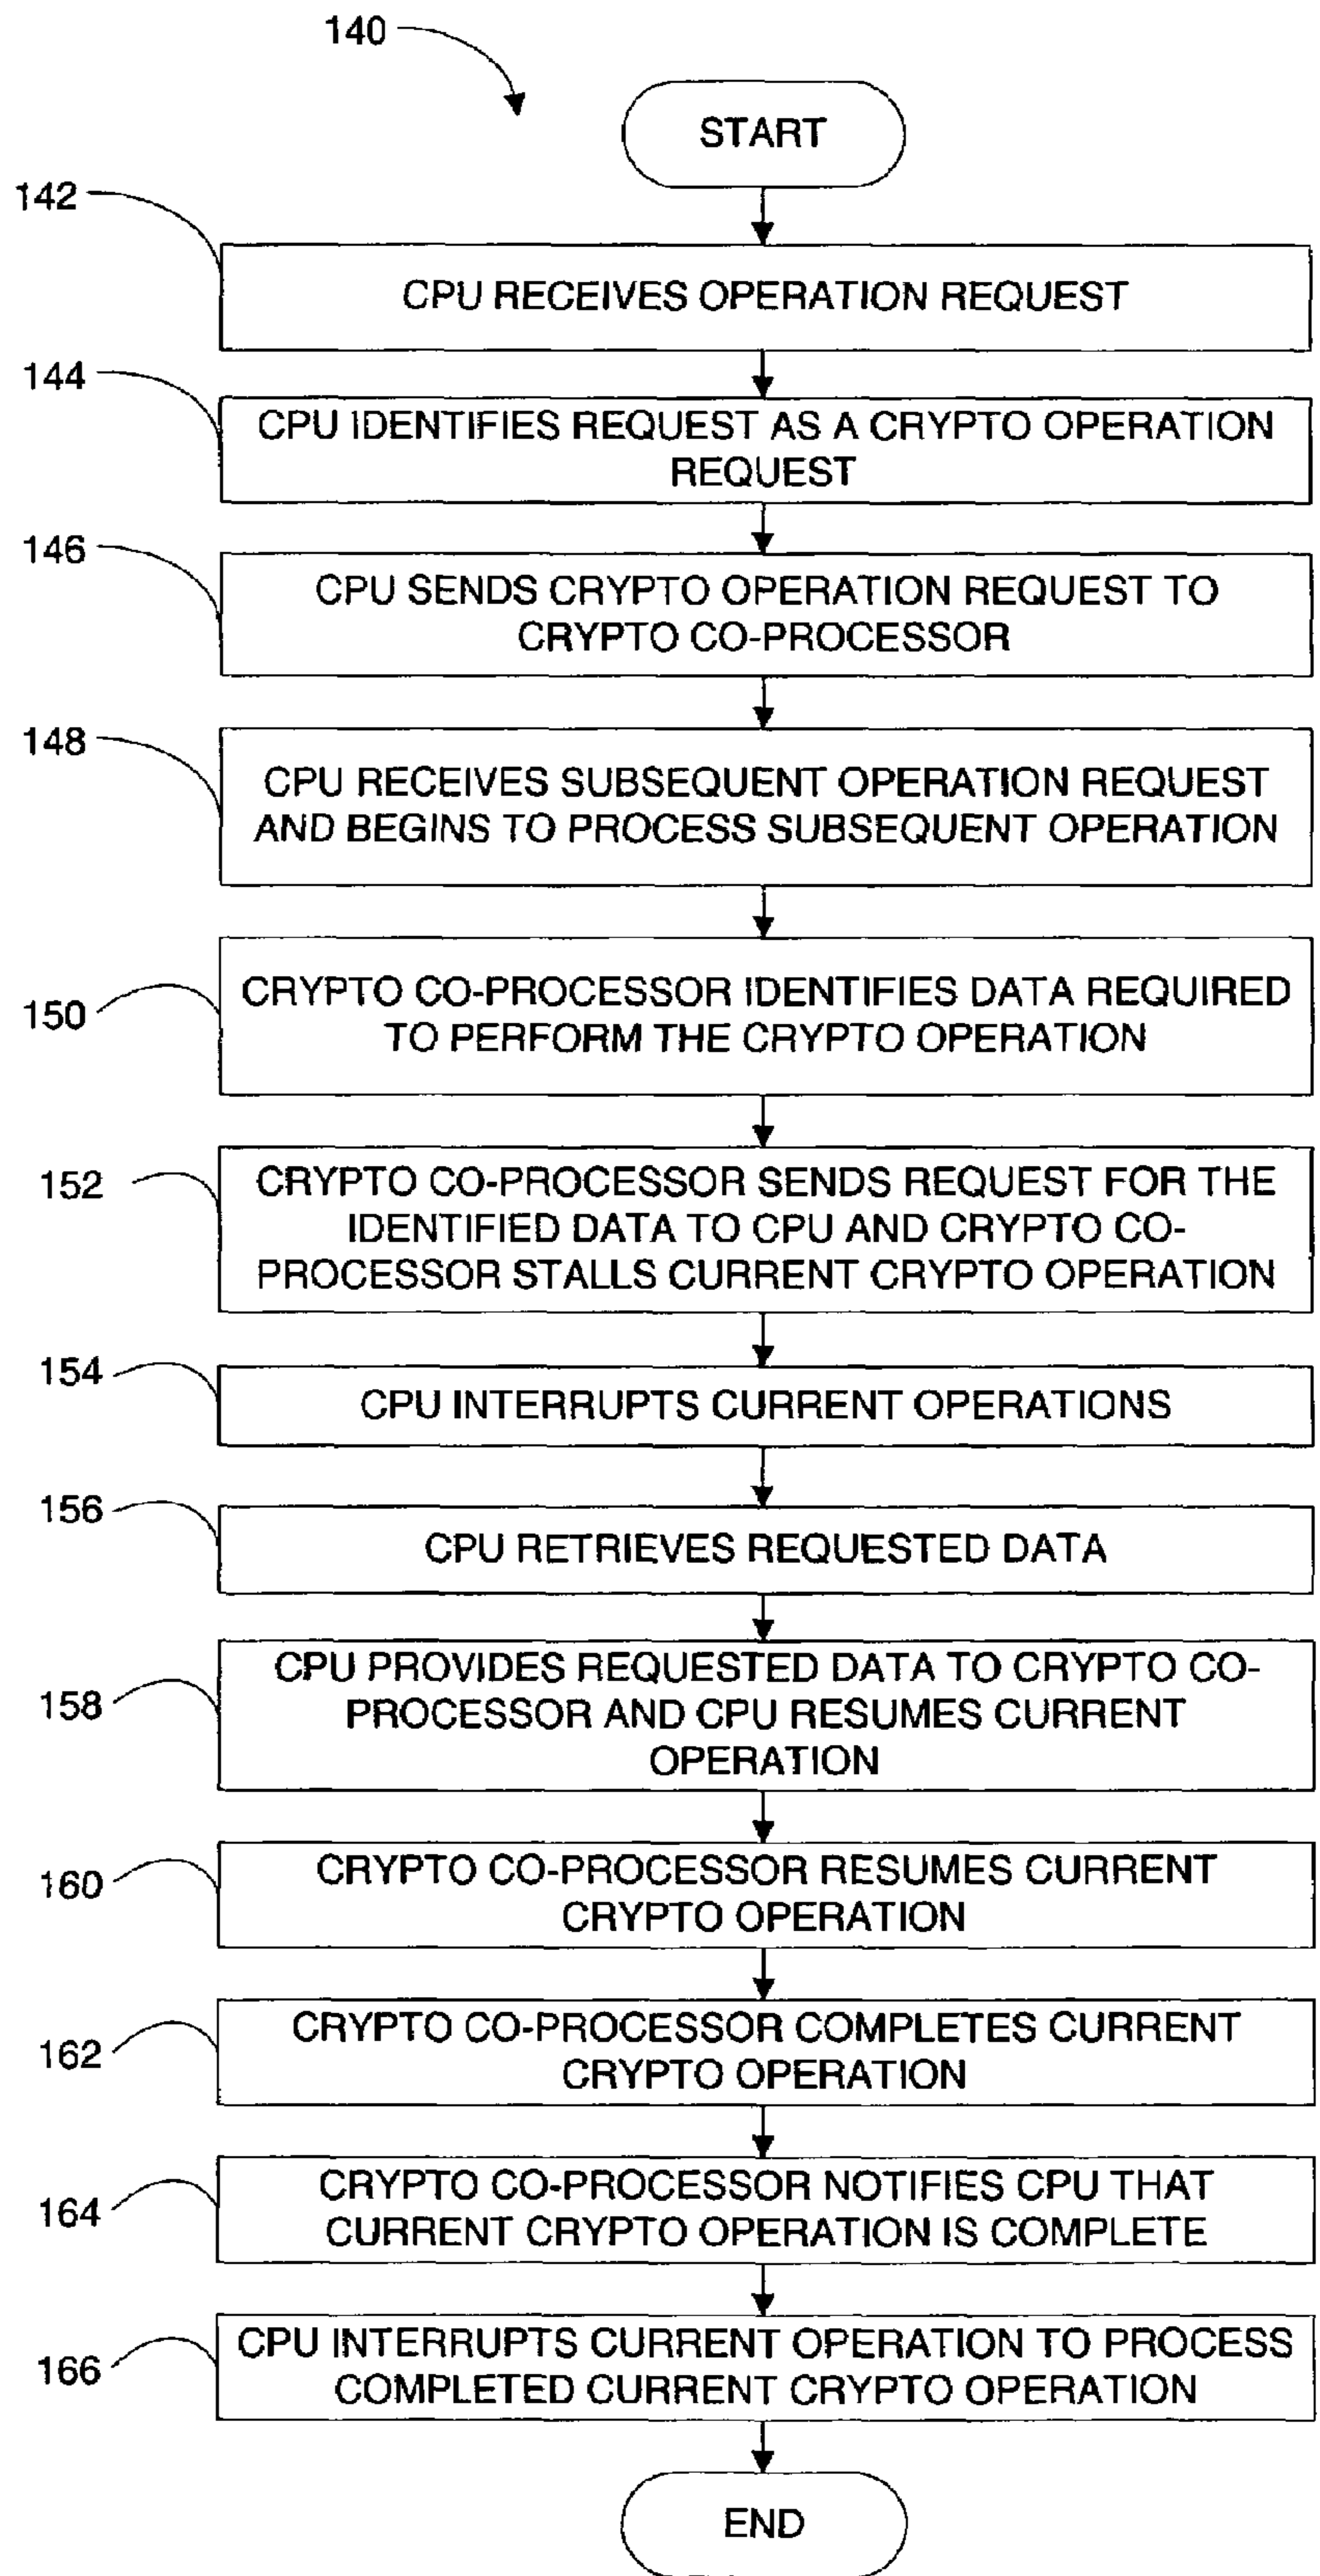 140
START
142
CPU RECEIVES OPERATION REQUEST
144
CPU IDENTIFIES REQUEST AS A CRYPTO OPERATION
REQUEST
146
CPU SENDS CRYPTO OPERATION REQUEST TO
CRYPTO CO-PROCESSOR
148
CPU RECEIVES SUBSEQUENT OPERATION REQUEST
AND BEGINS TO PROCESS SUBSEQUENT OPERATION
150
CRYPTO CO-PROCESSOR IDENTIFIES DATA REQUIRED
TO PERFORM THE CRYPTO OPERATION
152
CRYPTO CO-PROCESSOR SENDS REQUEST FOR THE
IDENTIFIED DATA TO CPU AND CRYPTO CO-
PROCESSOR STALLS CURRENT CRYPTO OPERATION
154
CPU INTERRUPTS CURRENT OPERATIONS
156
CPU RETRIEVES REQUESTED DATA
158
CPU PROVIDES REQUESTED DATA TO CRYPTO CO-
PROCESSOR AND CPU RESUMES CURRENT
OPERATION
160
CRYPTO CO-PROCESSOR RESUMES CURRENT
CRYPTO OPERATION
162
CRYPTO CO-PROCESSOR COMPLETES CURRENT
CRYPTO OPERATION
164
CRYPTO CO-PROCESSOR NOTIFIES CPU THAT
CURRENT CRYPTO OPERATION IS COMPLETE
166
CPU INTERRUPTS CURRENT OPERATION TO PROCESS
COMPLETED CURRENT CRYPTO OPERATION
END